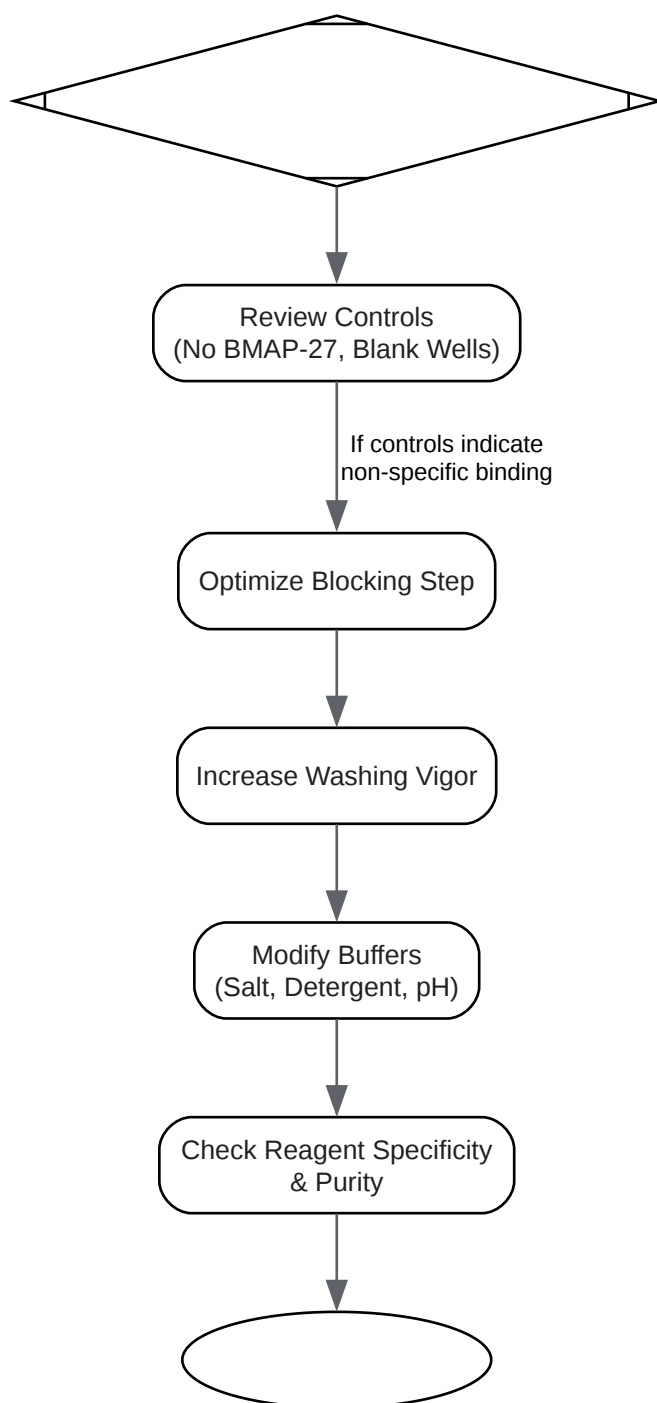 Review Controls
(No BMAP-27, Blank Wells)
If controls indicate
non-specific binding
Optimize Blocking Step
Increase Washing Vigor
Modify Buffers
(Salt, Detergent, pH)
Check Reagent Specificity
& Purity